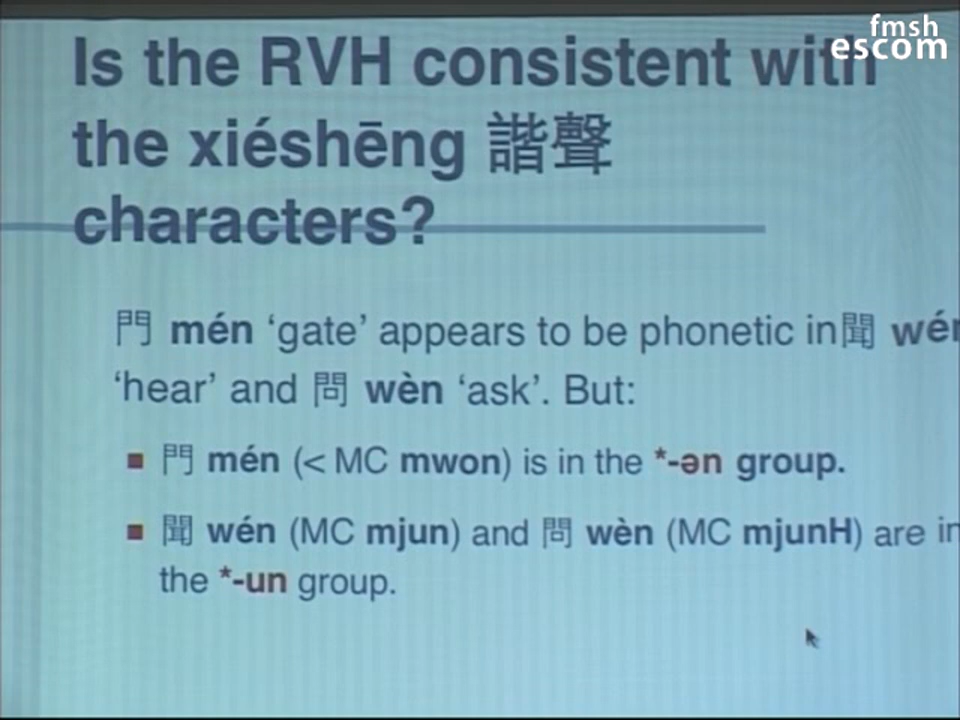 fmsh
escom
Is the RVH consistent with
the xiéshēng 諧聲
characters?
門 mén ‘gate’ appears to be phonetic in聞
‘hear’ and 問 wèn ‘ask’. But:
門 mén (< MC mwon) is in the *-ən group.
聞 wén (MC mjun) and 問 wèn (MC mjunH) are in
the *-un group.